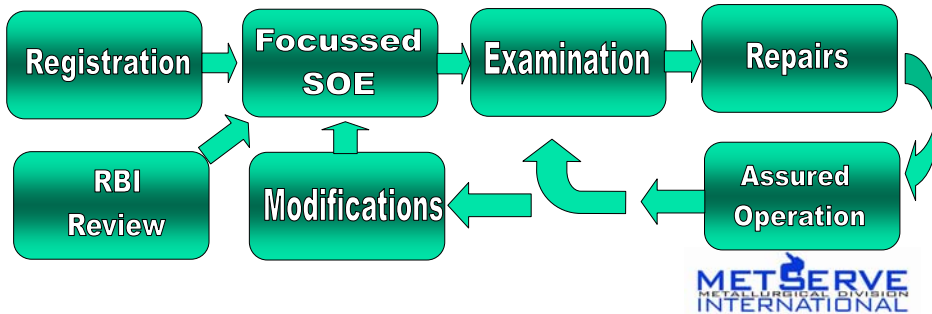 Registration
Focussed
SOE
Examination
Repairs
RBI
Review
Modifications
Assured
Operation
METSERVE
METALLURGICAL DIVISION
INTERNATIONAL